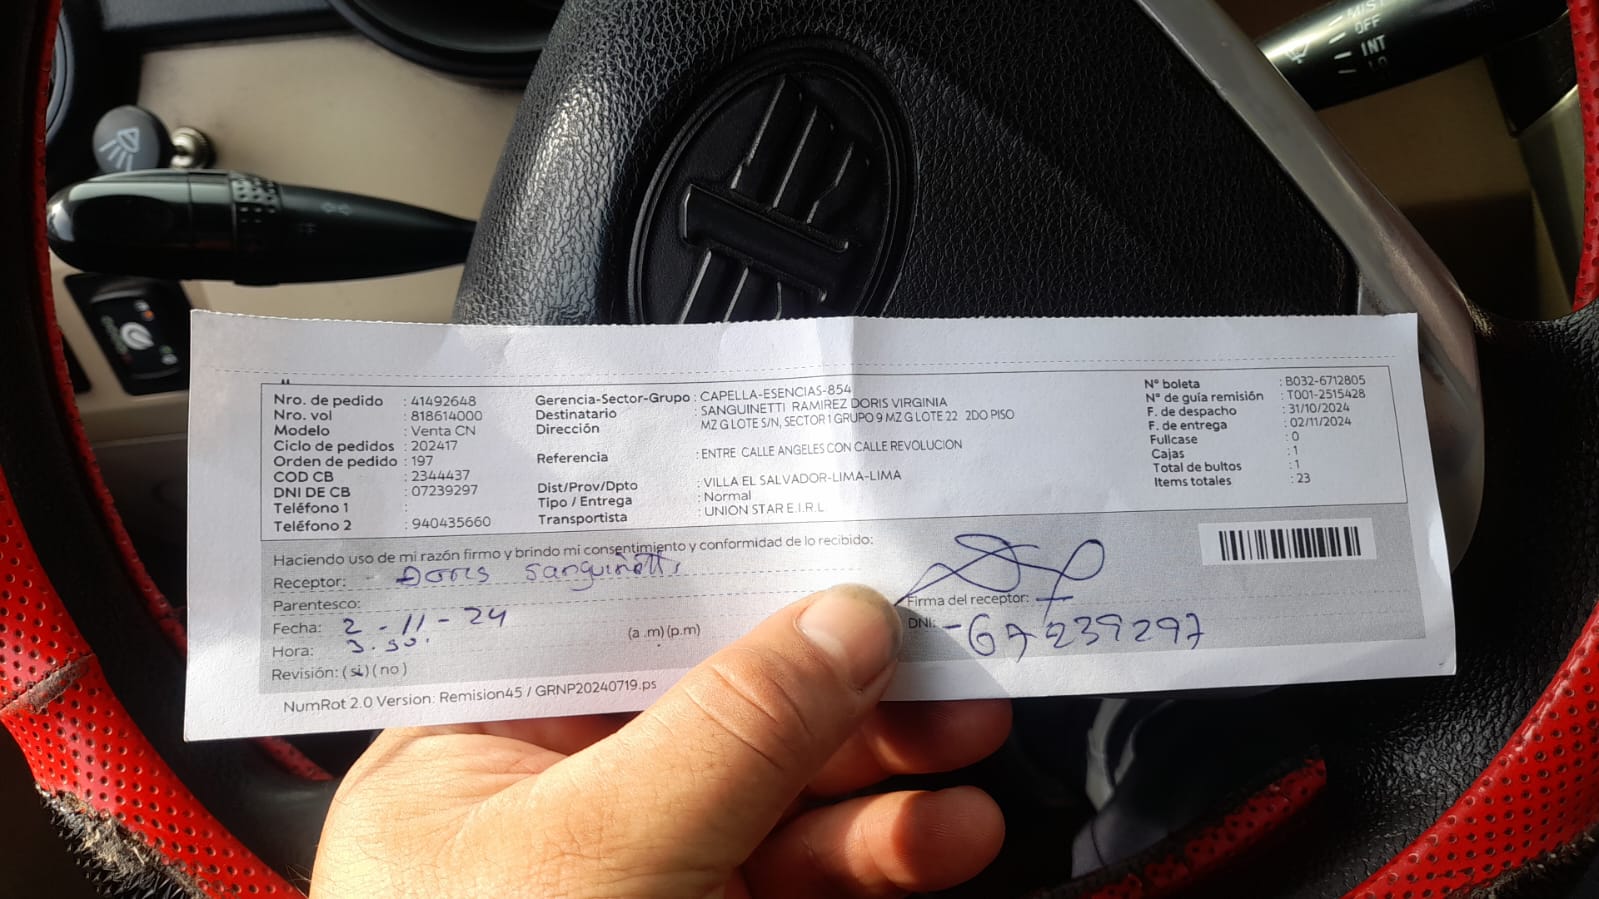 MIST
OFF
INT
LO
Nro. de pedido : 41492648
Nro. vol : 818614000
Modelo : Venta CN
Ciclo de pedidos : 202417
Orden de pedido : 197
COD CB : 2344437
DNI DE CB : 07239297
Teléfono 1 :
Teléfono 2 : 940435660
Gerencia-Sector-Grupo : CAPELLA-ESENCIAS-854
Destinatario : SANGUINETTI RAMIREZ DORIS VIRGINIA
Dirección : MZ G LOTE S/N, SECTOR 1 GRUPO 9 MZ G LOTE 22 2DO PISO
Referencia : ENTRE CALLE ANGELES CON CALLE REVOLUCION
Dist/Prov/Dpto : VILLA EL SALVADOR-LIMA-LIMA
Tipo / Entrega : Normal
Transportista : UNION STAR E.I.R.L
N° boleta : B032-6712805
N° de guía remisión : T001-2515428
F. de despacho : 31/10/2024
F. de entrega : 02/11/2024
Fullcase : 0
Cajas : 1
Total de bultos : 1
Items totales : 23
Haciendo uso de mi razón firmo y brindo mi consentimiento y conformidad de lo recibido:
Receptor: Doris Sanguinetti
Parentesco:
Fecha: 2 - 11 - 24
Hora: 3.30. (a .m) (p.m)
Revisión: ( si ) ( no )
Firma del receptor:
DNI: - 07239297
NumRot 2.0 Version: Remision45 / GRNP20240719.ps